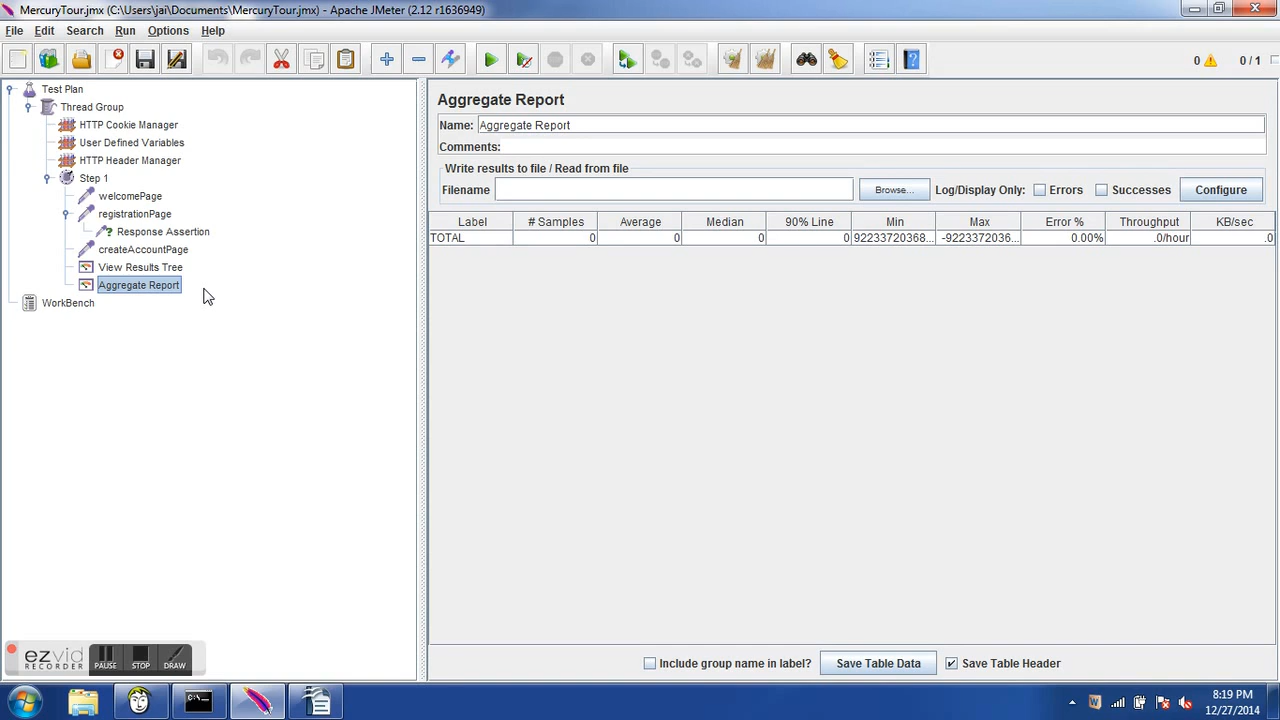 MercuryTour.jmx (C:\Users\jai\Documents\MercuryTour.jmx) - Apache JMeter (2.12 r1636949)
File Edit Search Run Options Help
0 0 / 1
Test Plan
Thread Group
HTTP Cookie Manager
User Defined Variables
HTTP Header Manager
Step 1
welcomePage
registrationPage
Response Assertion
createAccountPage
View Results Tree
Aggregate Report
WorkBench
Aggregate Report
Name: Aggregate Report
Comments:
Write results to file / Read from file
Filename Browse... Log/Display Only: Errors Successes Configure
Label # Samples Average Median 90% Line Min Max Error % Throughput KB/sec
TOTAL 0 0 0 0 92233720368... -9223372036... 0.00% .0/hour .0
Include group name in label? Save Table Data Save Table Header
ezvid
RECORDER
PAUSE STOP DRAW
C:\_
W
8:19 PM
12/27/2014